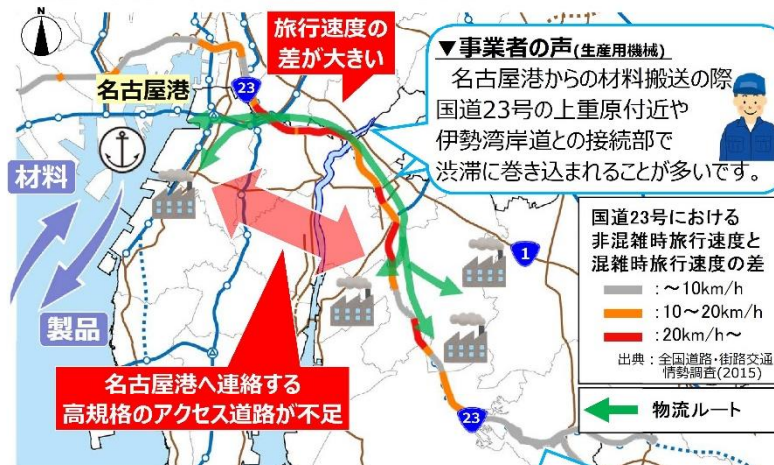 N
旅行速度の
差が大きい
▼事業者の声(生産用機械)
名古屋港からの材料搬送の際
国道23号の上重原付近や
伊勢湾岸道との接続部で
渋滞に巻き込まれることが多いです。
名古屋港
23
材料
製品
1
国道23号における
非混雑時旅行速度と
混雑時旅行速度の差
:～10km/h
:10～20km/h
:20km/h～
出典:全国道路・街路交通
情勢調査(2015)
名古屋港へ連絡する
高規格のアクセス道路が不足
23
物流ルート